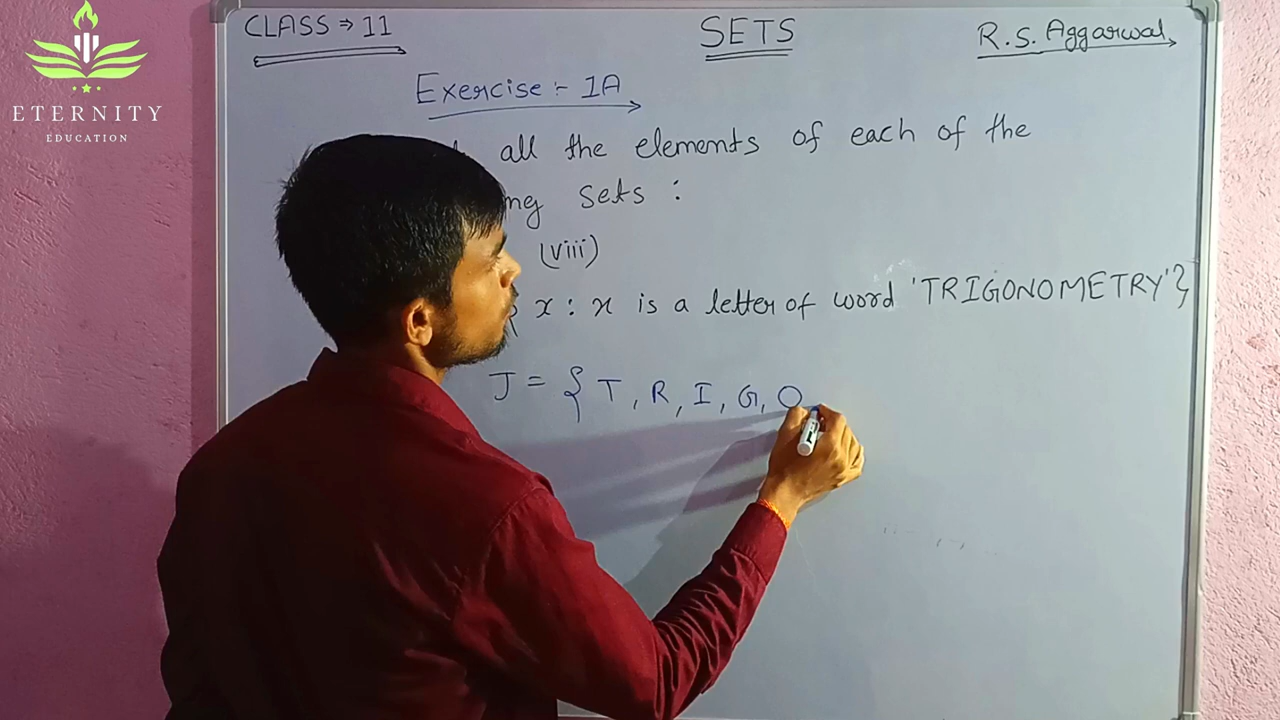 ETERNITY
EDUCATION
CLASS ⇒ 11
SETS
R.S. Aggarwal
Exercise :- 1A
all the elements of each of the
ing sets :
(viii)
{ x : x is a letter of word 'TRIGONOMETRY'}
J = { T, R, I, G, O